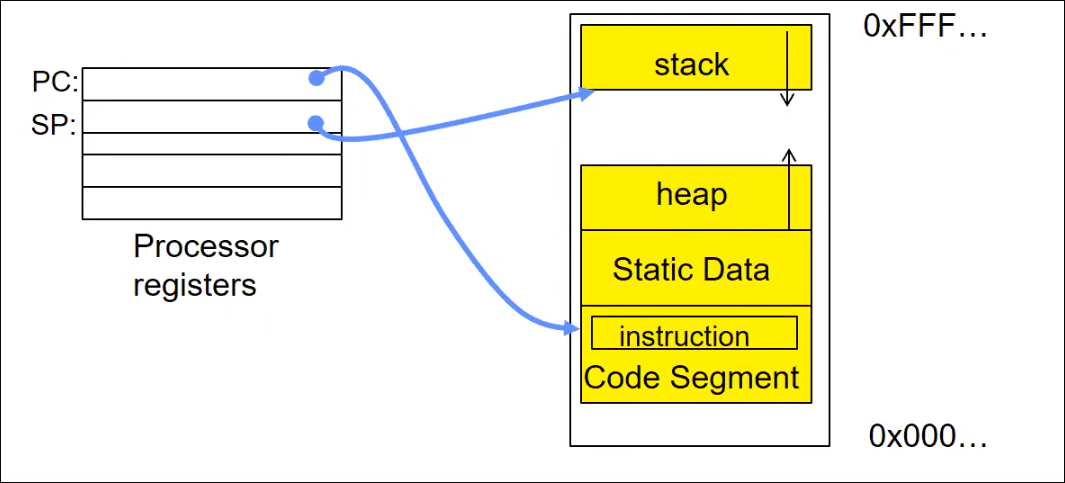 PC:
SP:
Processor
registers
0xFFF…
stack
heap
Static Data
instruction
Code Segment
0x000…